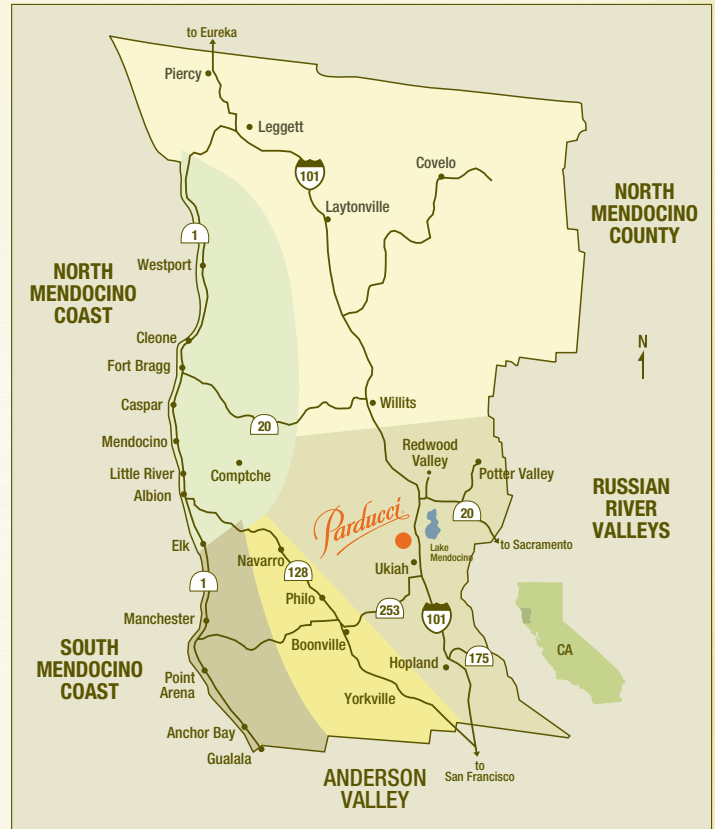 to Eureka
Piercy
Leggett
Covelo
101
Laytonville
NORTH
MENDOCINO
COUNTY
1
Westport
NORTH
MENDOCINO
COAST
Cleone
Fort Bragg
N
Caspar
Willits
20
Mendocino
Redwood
Valley
Potter Valley
Comptche
Little River
Albion
RUSSIAN
RIVER
VALLEYS
20
Parducci
to Sacramento
Lake
Mendocino
Elk
Navarro
Ukiah
128
1
Philo
253
101
Manchester
Boonville
CA
SOUTH
MENDOCINO
COAST
Hopland
175
Point
Arena
Yorkville
Anchor Bay
Gualala
to
San Francisco
ANDERSON
VALLEY